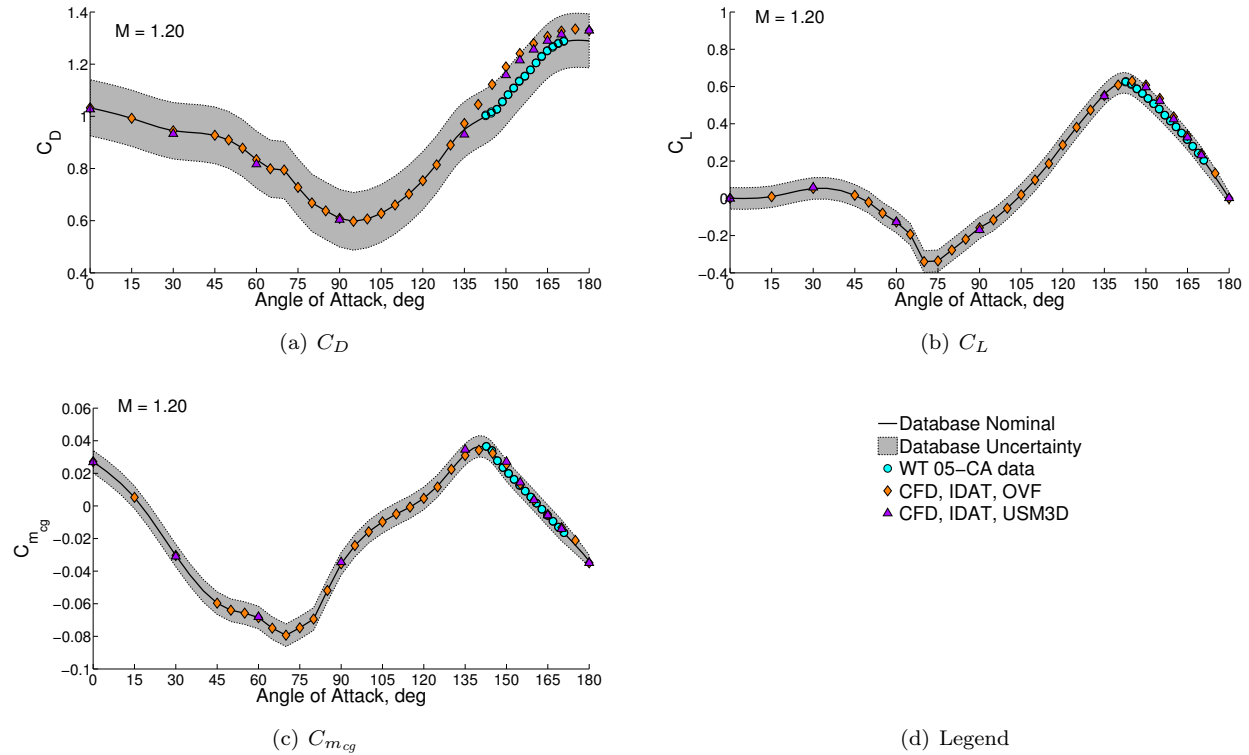 M = 1.20
1.4
1.2
1
0.8
0.6
0.4
C_D
0 15 30 45 60 75 90 105 120 135 150 165 180
Angle of Attack, deg
(a) C_D
M = 1.20
1
0.8
0.6
0.4
0.2
0
−0.2
−0.4
C_L
0 15 30 45 60 75 90 105 120 135 150 165 180
Angle of Attack, deg
(b) C_L
M = 1.20
0.06
0.04
0.02
0
−0.02
−0.04
−0.06
−0.08
−0.1
C_{m_{cg}}
0 15 30 45 60 75 90 105 120 135 150 165 180
Angle of Attack, deg
(c) C_{m_{cg}}
Database Nominal
Database Uncertainty
WT 05−CA data
CFD, IDAT, OVF
CFD, IDAT, USM3D
(d) Legend